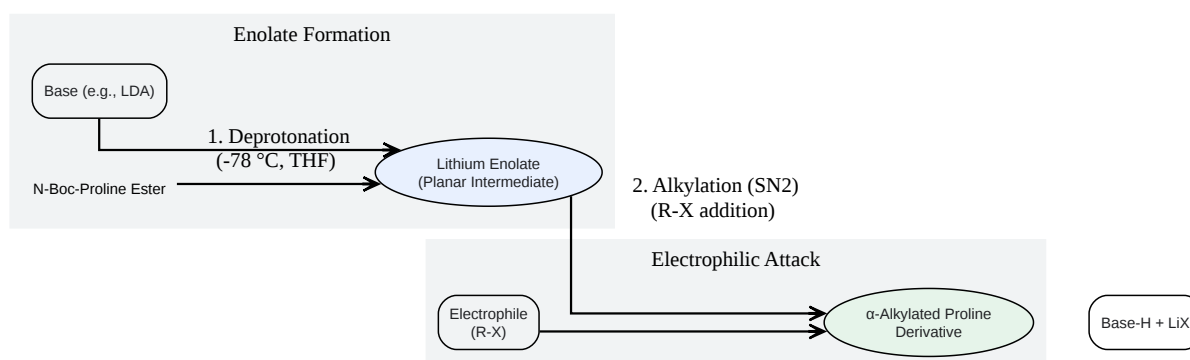 Enolate Formation
Base (e.g., LDA)
1. Deprotonation
(-78 °C, THF)
N-Boc-Proline Ester
Lithium Enolate
(Planar Intermediate)
2. Alkylation (SN2)
(R-X addition)
Electrophilic Attack
Electrophile
(R-X)
α-Alkylated Proline
Derivative
Base-H + LiX